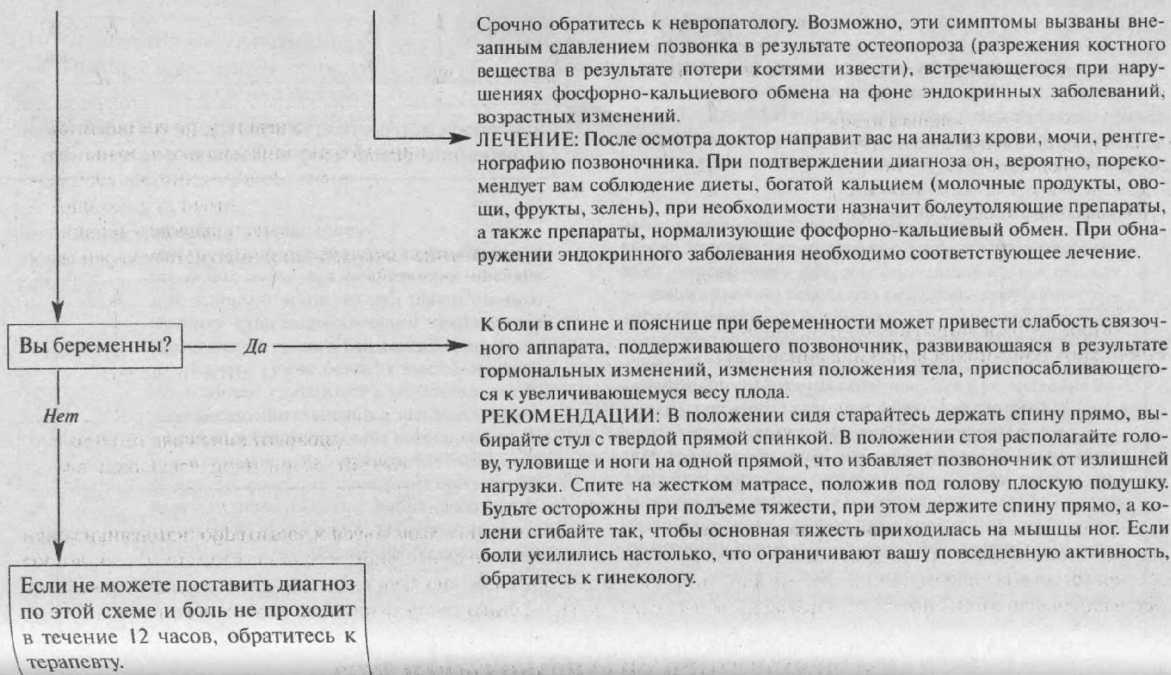 Срочно обратитесь к невропатологу. Возможно, эти симптомы вызваны вне-
запным сдавлением позвонка в результате остеопороза (разрежения костного
вещества в результате потери костями извести), встречающегося при нару-
шениях фосфорно-кальциевого обмена на фоне эндокринных заболеваний,
возрастных изменений.
ЛЕЧЕНИЕ: После осмотра доктор направит вас на анализ крови, мочи, рентге-
нографию позвоночника. При подтверждении диагноза он, вероятно, пореко-
мендует вам соблюдение диеты, богатой кальцием (молочные продукты, ово-
щи, фрукты, зелень), при необходимости назначит болеутоляющие препараты,
а также препараты, нормализующие фосфорно-кальциевый обмен. При обна-
ружении эндокринного заболевания необходимо соответствующее лечение.
Вы беременны?
Да
К боли в спине и пояснице при беременности может привести слабость связоч-
ного аппарата, поддерживающего позвоночник, развивающаяся в результате
гормональных изменений, изменения положения тела, приспосабливающего-
ся к увеличивающемуся весу плода.
РЕКОМЕНДАЦИИ: В положении сидя старайтесь держать спину прямо, вы-
бирайте стул с твердой прямой спинкой. В положении стоя располагайте голо-
ву, туловище и ноги на одной прямой, что избавляет позвоночник от излишней
нагрузки. Спите на жестком матрасе, положив под голову плоскую подушку.
Будьте осторожны при подъеме тяжести, при этом держите спину прямо, а ко-
лени сгибайте так, чтобы основная тяжесть приходилась на мышцы ног. Если
боли усилились настолько, что ограничивают вашу повседневную активность,
обратитесь к гинекологу.
Нет
Если не можете поставить диагноз
по этой схеме и боль не проходит
в течение 12 часов, обратитесь к
терапевту.